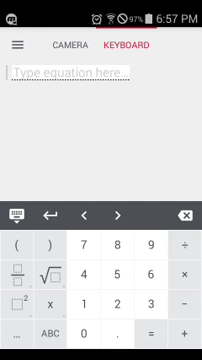 97% 6:57 PM
CAMERA KEYBOARD
Type equation here...
( ) 7 8 9 ÷
√ 4 5 6 ×
2 x 1 2 3 −
... ABC 0 . = +